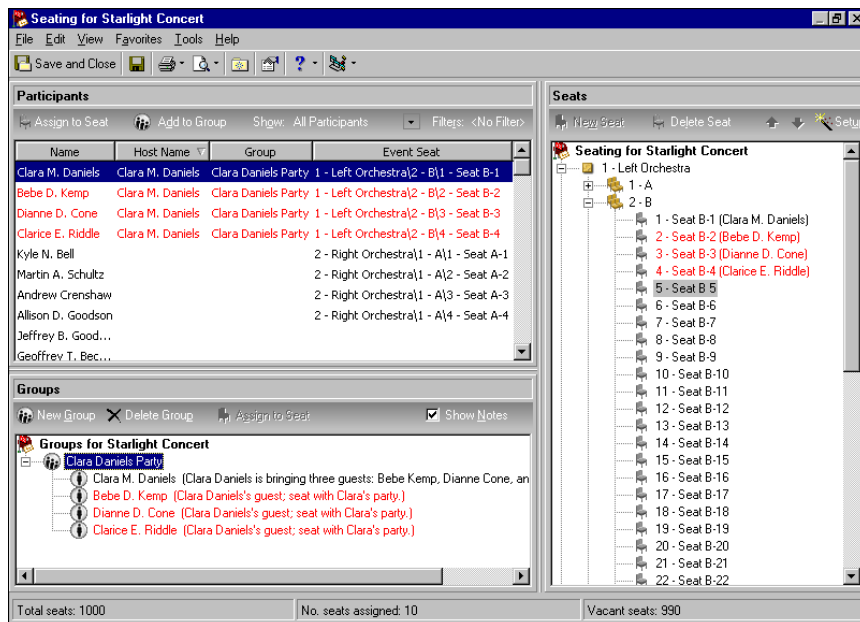 Seating for Starlight Concert
File Edit View Favorites Tools Help
Save and Close
Participants
Assign to Seat Add to Group Show: All Participants Filters: <No Filter>
Name Host Name Group Event Seat
Clara M. Daniels Clara M. Daniels Clara Daniels Party 1 - Left Orchestra\2 - B\1 - Seat B-1
Bebe D. Kemp Clara M. Daniels Clara Daniels Party 1 - Left Orchestra\2 - B\2 - Seat B-2
Dianne D. Cone Clara M. Daniels Clara Daniels Party 1 - Left Orchestra\2 - B\3 - Seat B-3
Clarice E. Riddle Clara M. Daniels Clara Daniels Party 1 - Left Orchestra\2 - B\4 - Seat B-4
Kyle N. Bell 2 - Right Orchestra\1 - A\1 - Seat A-1
Martin A. Schultz 2 - Right Orchestra\1 - A\2 - Seat A-2
Andrew Crenshaw 2 - Right Orchestra\1 - A\3 - Seat A-3
Allison D. Goodson 2 - Right Orchestra\1 - A\4 - Seat A-4
Jeffrey B. Good...
Geoffrey T. Bec...
Groups
New Group Delete Group Assign to Seat Show Notes
Groups for Starlight Concert
Clara Daniels Party
Clara M. Daniels (Clara Daniels is bringing three guests: Bebe Kemp, Dianne Cone, an
Bebe D. Kemp (Clara Daniels's guest; seat with Clara's party.)
Dianne D. Cone (Clara Daniels's guest; seat with Clara's party.)
Clarice E. Riddle (Clara Daniels's guest; seat with Clara's party.)
Seats
New Seat Delete Seat Setu
Seating for Starlight Concert
1 - Left Orchestra
1 - A
2 - B
1 - Seat B-1 (Clara M. Daniels)
2 - Seat B-2 (Bebe D. Kemp)
3 - Seat B-3 (Dianne D. Cone)
4 - Seat B-4 (Clarice E. Riddle)
5 - Seat B 5
6 - Seat B-6
7 - Seat B-7
8 - Seat B-8
9 - Seat B-9
10 - Seat B-10
11 - Seat B-11
12 - Seat B-12
13 - Seat B-13
14 - Seat B-14
15 - Seat B-15
16 - Seat B-16
17 - Seat B-17
18 - Seat B-18
19 - Seat B-19
20 - Seat B-20
21 - Seat B-21
22 - Seat B-22
Total seats: 1000 No. seats assigned: 10 Vacant seats: 990